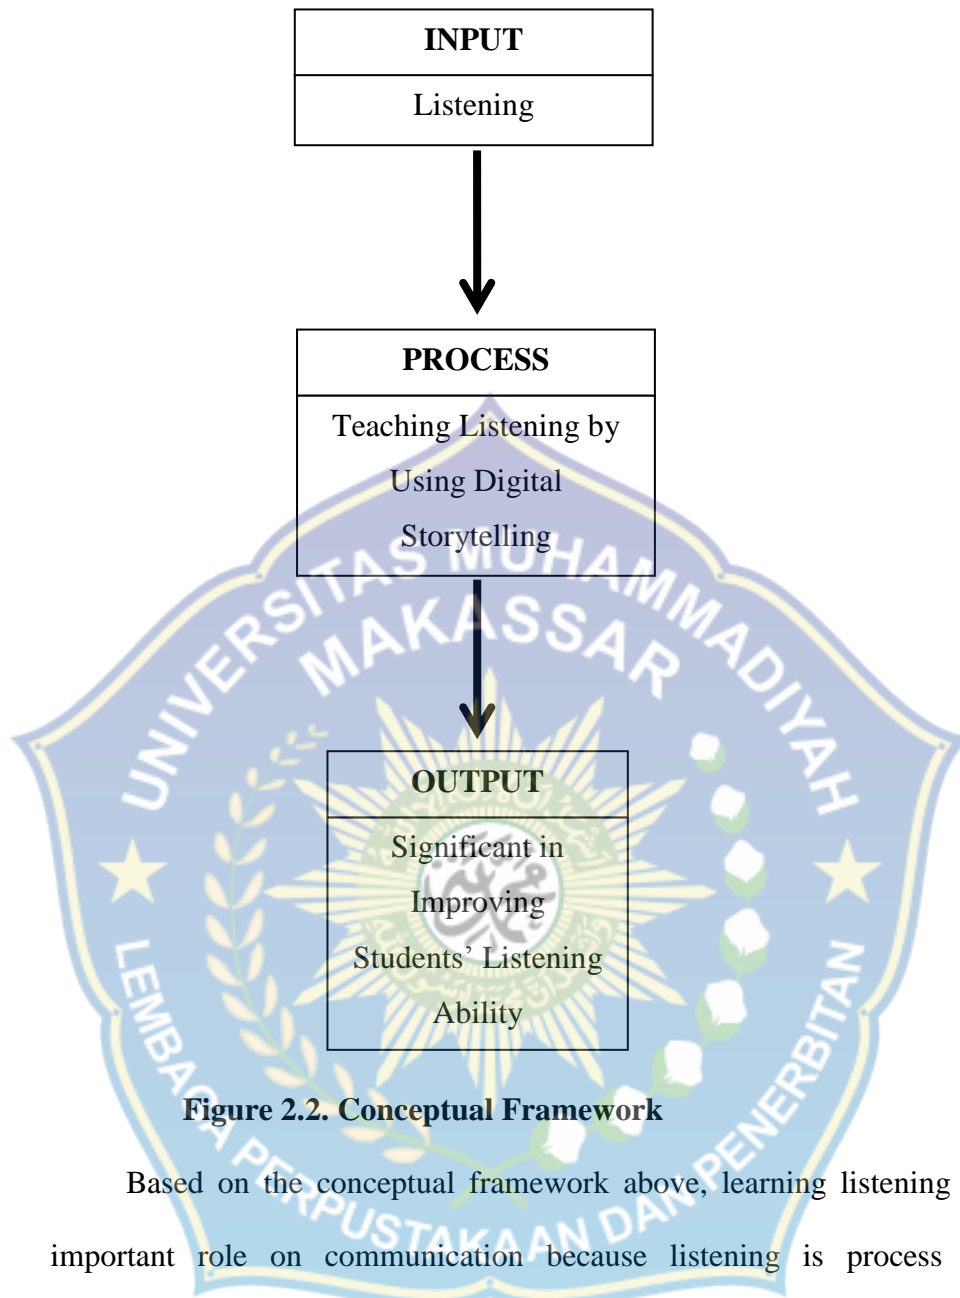 INPUT
Listening
PROCESS
Teaching Listening by
Using Digital
Storytelling
UNIVERSITAS MUHAMMADIYAH
MAKASSAR
OUTPUT
Significant in
Improving
Students’ Listening
Ability
LEMBAGA PERPUSTAKAAN DAN PENERBITAN
Figure 2.2. Conceptual Framework
Based on the conceptual framework above, learning listening
important role on communication because listening is process